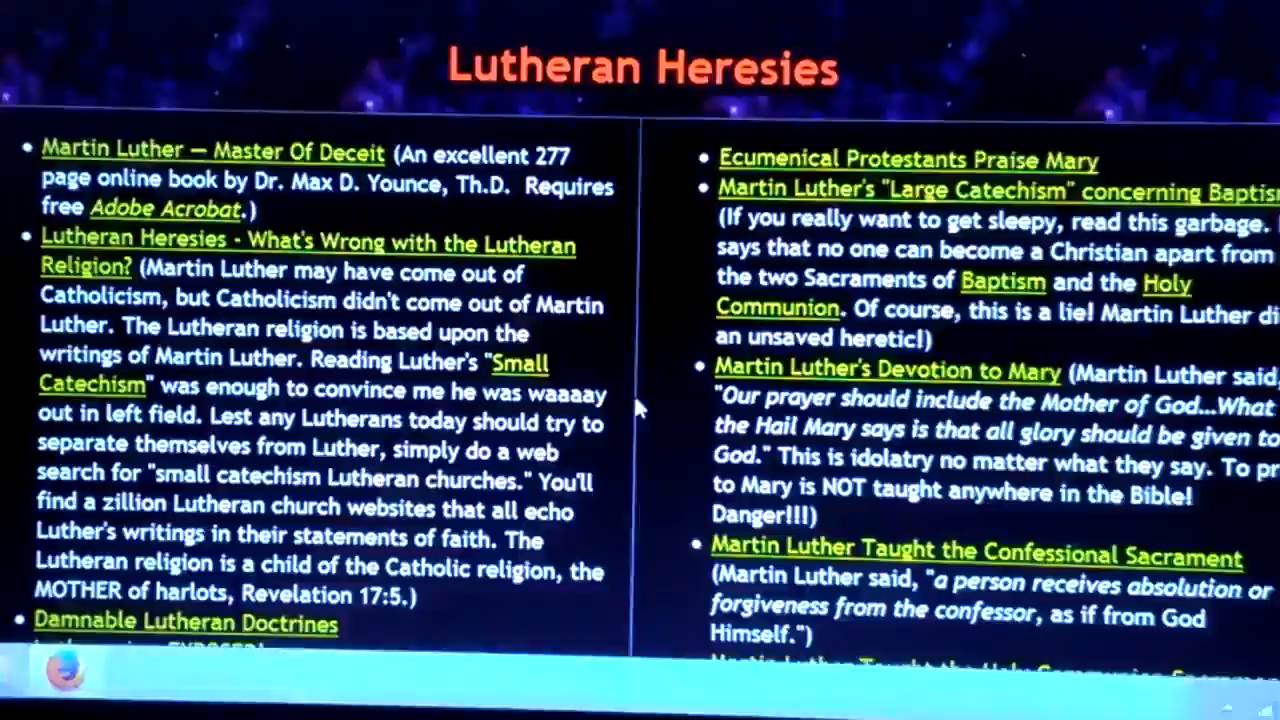 Lutheran Heresies
• Martin Luther — Master Of Deceit (An excellent 277
page online book by Dr. Max D. Younce, Th.D.  Requires
free Adobe Acrobat.)
• Lutheran Heresies - What's Wrong with the Lutheran
Religion? (Martin Luther may have come out of
Catholicism, but Catholicism didn't come out of Martin
Luther. The Lutheran religion is based upon the
writings of Martin Luther. Reading Luther's "Small
Catechism" was enough to convince me he was waaaay
out in left field. Lest any Lutherans today should try to
separate themselves from Luther, simply do a web
search for "small catechism Lutheran churches." You'll
find a zillion Lutheran church websites that all echo
Luther's writings in their statements of faith. The
Lutheran religion is a child of the Catholic religion, the
MOTHER of harlots, Revelation 17:5.)
• Damnable Lutheran Doctrines
• Ecumenical Protestants Praise Mary
• Martin Luther's "Large Catechism" concerning
(If you really want to get sleepy, read this garbage.
says that no one can become a Christian apart from
the two Sacraments of Baptism and the Holy
Communion. Of course, this is a lie! Martin Luther
an unsaved heretic!)
• Martin Luther's Devotion to Mary (Martin Luther said,
"Our prayer should include the Mother of God...What
the Hail Mary says is that all glory should be given to
God." This is idolatry no matter what they say. To
to Mary is NOT taught anywhere in the Bible!
Danger!!!)
• Martin Luther Taught the Confessional Sacrament
(Martin Luther said, "a person receives absolution or
forgiveness from the confessor, as if from God
Himself.")